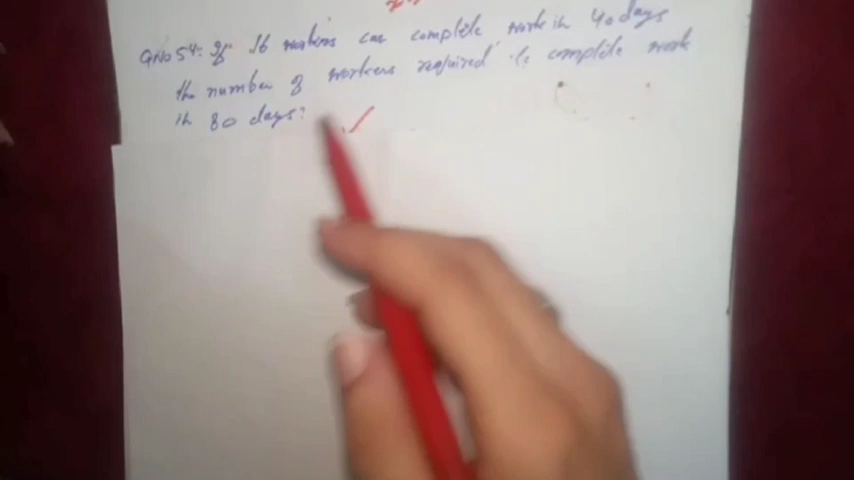 QNO 54: If 16 workers can complete work in 40 days
the number of workers required to complete work
in 80 days?